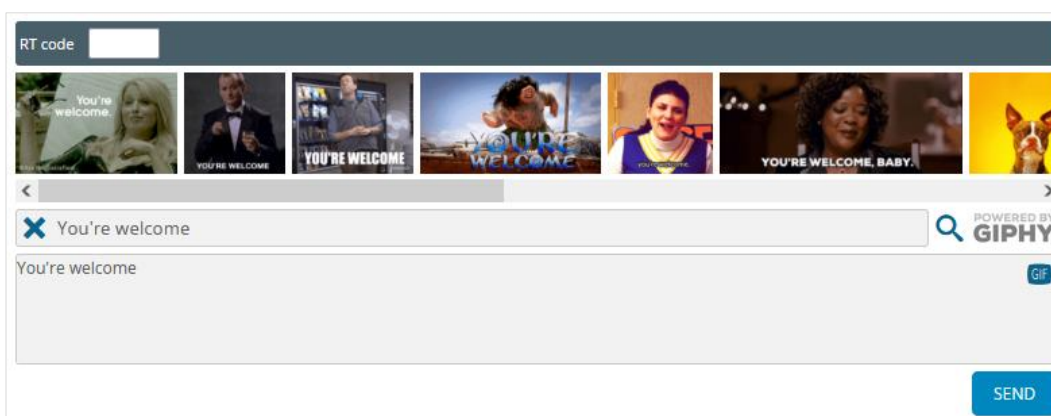 RT code
You're
welcome.
YOU'RE WELCOME
YOU'RE WELCOME
YOU'RE
WELCOME
YOU'RE WELCOME, BABY.
You're welcome
POWERED BY
GIPHY
You're welcome
GIF
SEND